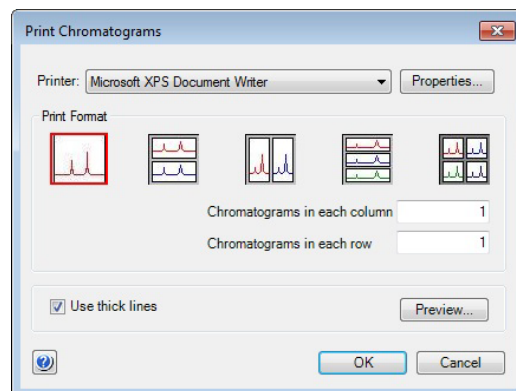 Print Chromatograms
Printer: Microsoft XPS Document Writer Properties...
Print Format
Chromatograms in each column 1
Chromatograms in each row 1
Use thick lines Preview...
OK Cancel